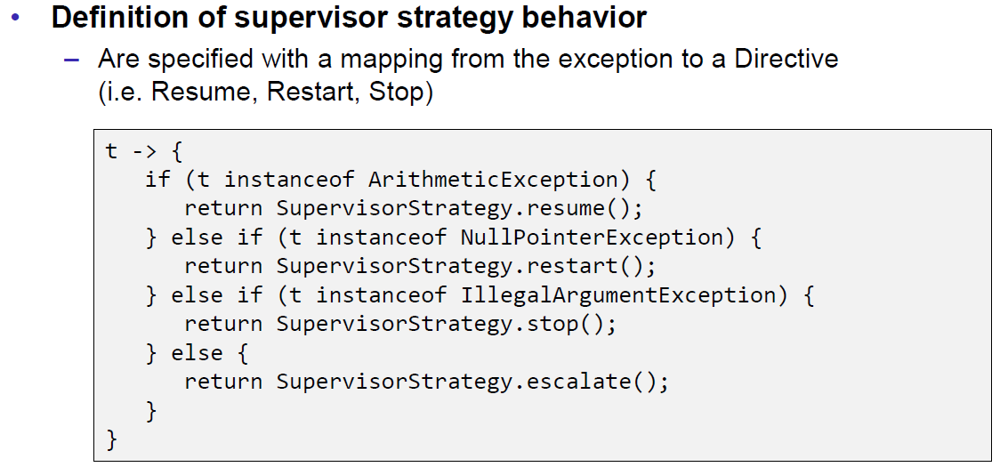 • Definition of supervisor strategy behavior
– Are specified with a mapping from the exception to a Directive
(i.e. Resume, Restart, Stop)
t -> {
   if (t instanceof ArithmeticException) {
      return SupervisorStrategy.resume();
   } else if (t instanceof NullPointerException) {
      return SupervisorStrategy.restart();
   } else if (t instanceof IllegalArgumentException) {
      return SupervisorStrategy.stop();
   } else {
      return SupervisorStrategy.escalate();
   }
}